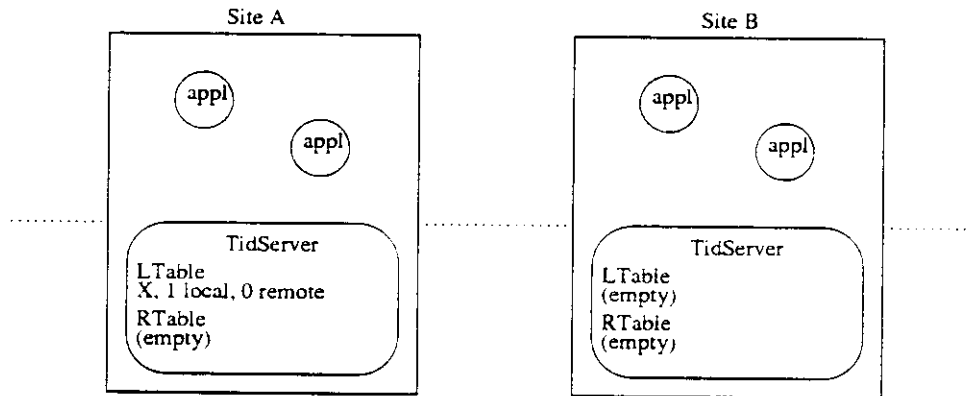 Site A
appl
appl
TidServer
LTable
X, 1 local, 0 remote
RTable
(empty)
Site B
appl
appl
TidServer
LTable
(empty)
RTable
(empty)